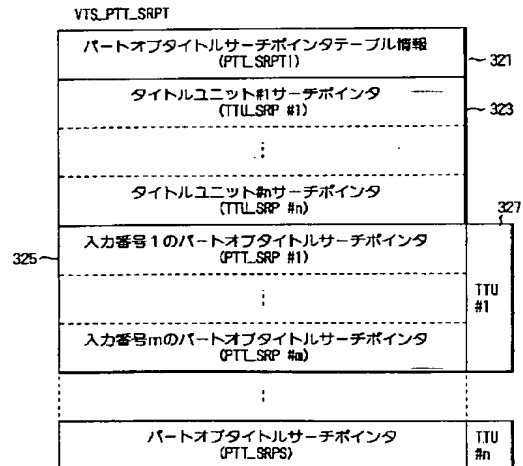 VTS_PTT_SRPT
パートオブタイトルサーチポインタテーブル情報
(PTT_SRPTI)
321
タイトルユニット#1サーチポインタ
(TTU_SRP #1)
323
タイトルユニット#nサーチポインタ
(TTU_SRP #n)
327
入力番号1のパートオブタイトルサーチポインタ
(PTT_SRP #1)
325
TTU
#1
入力番号mのパートオブタイトルサーチポインタ
(PTT_SRP #m)
パートオブタイトルサーチポインタ
(PTT_SRPS)
TTU
#n